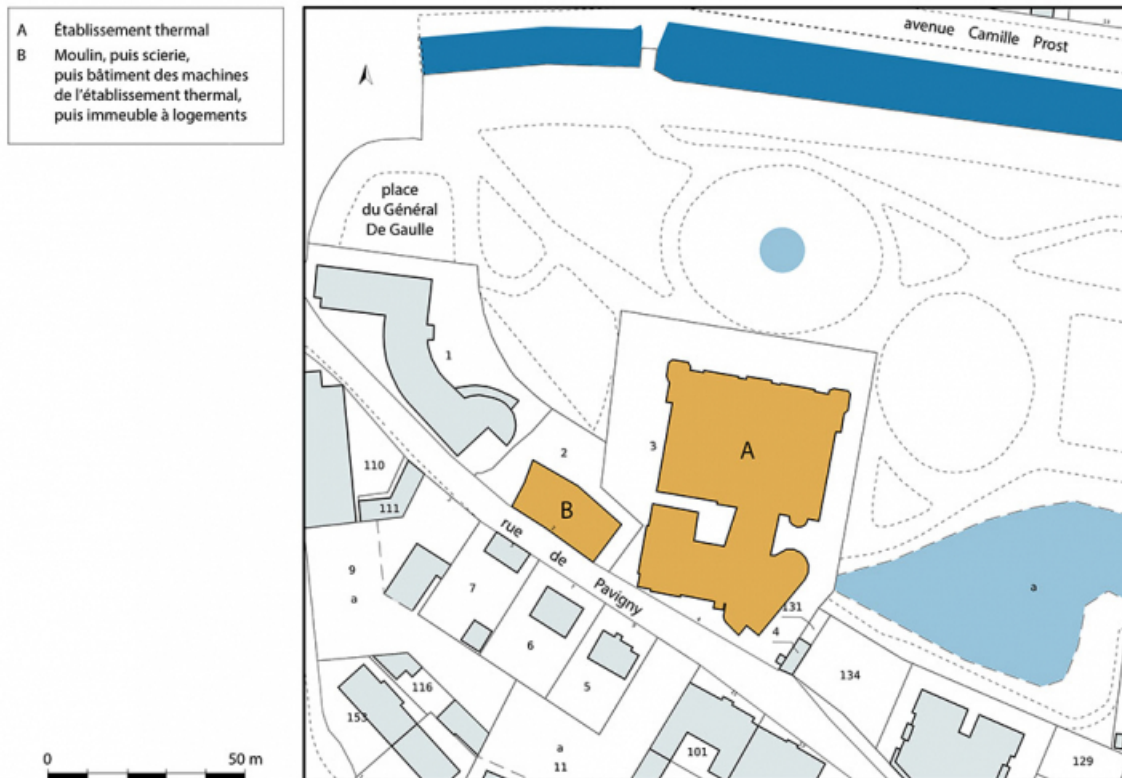 A Établissement thermal
B Moulin, puis scierie,
puis bâtiment des machines
de l'établissement thermal,
puis immeuble à logements
avenue Camille Prost
place
du Général
De Gaulle
1
2
3
A
B
110
111
rue de Pavigny
9
a
7
6
5
131
4
134
a
116
153
a
11
101
129
0 50 m